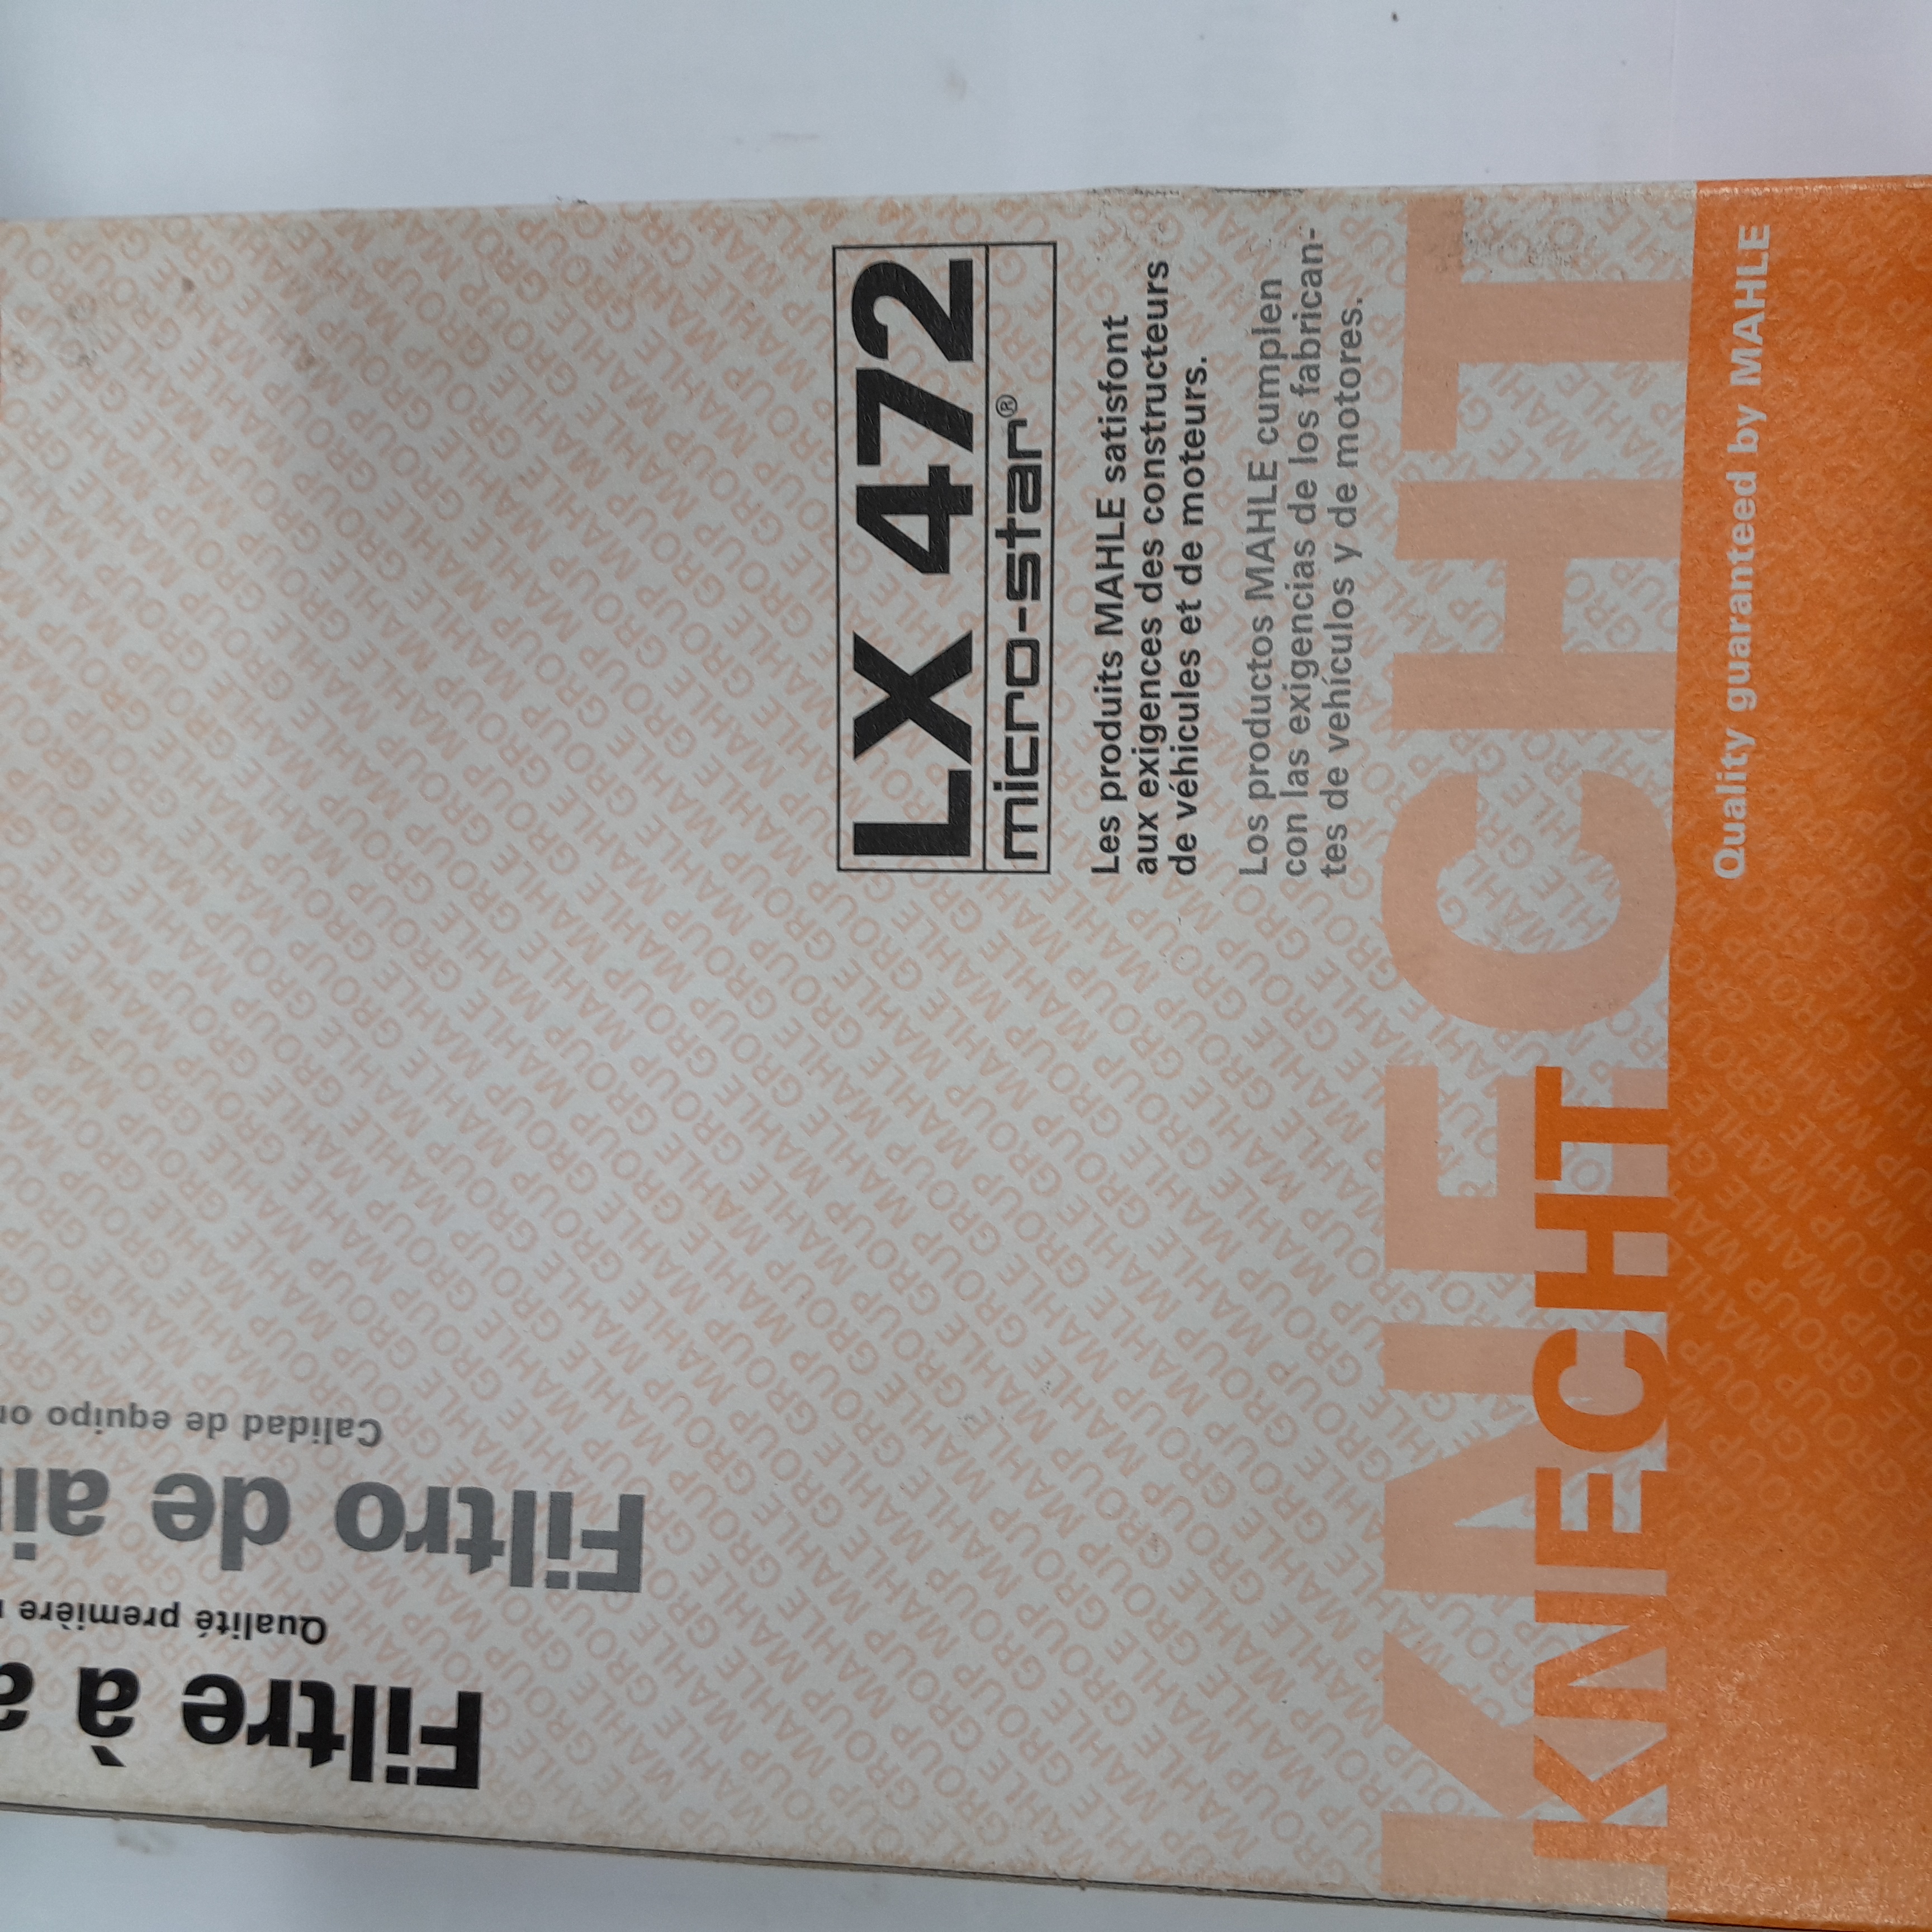 LX 472
micro-star®
Les produits MAHLE satisfont
aux exigences des constructeurs
de véhicules et de moteurs.
Los productos MAHLE cumplen
con las exigencias de los fabrican-
tes de vehículos y de motores.
KNECHT
KNECHT
Quality guaranteed by MAHLE
Filtre à
Qualité première
Filtro de
Calidad de equipo
MAHLE GROUP